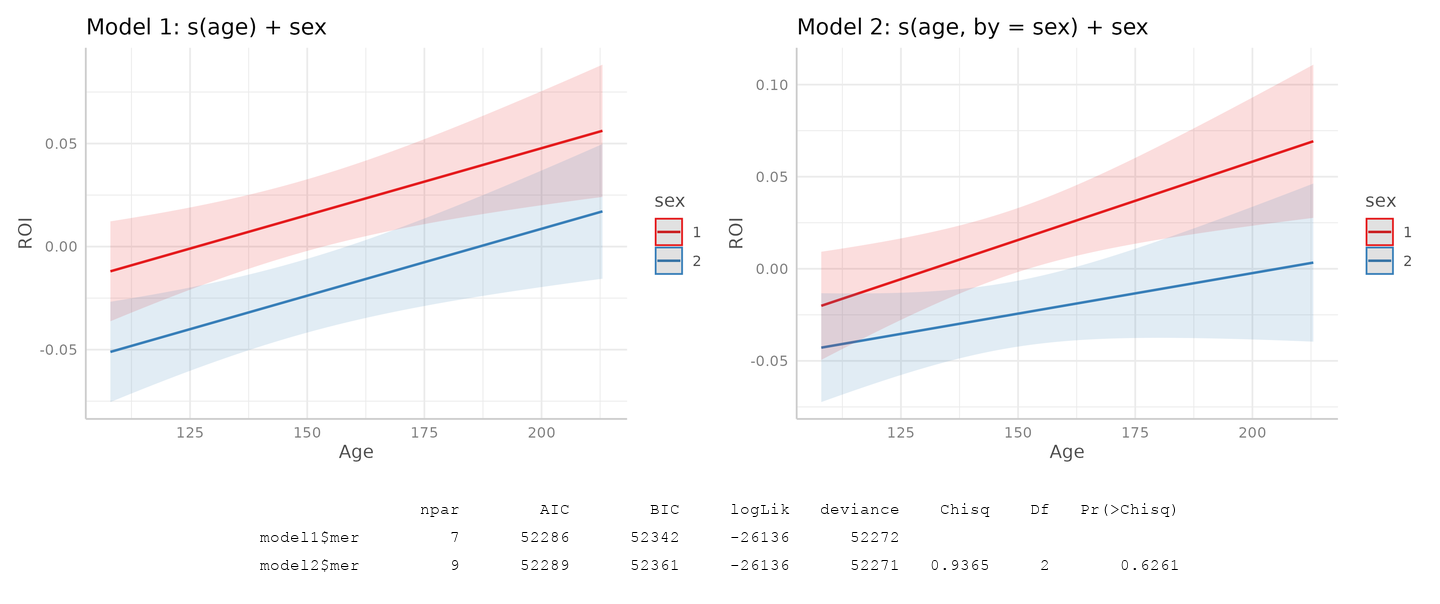 Model 1: s(age) + sex
0.05
0.00
-0.05
ROI
125 150 175 200
Age
sex
1
2
Model 2: s(age, by = sex) + sex
0.10
0.05
0.00
-0.05
ROI
125 150 175 200
Age
sex
1
2
npar AIC BIC logLik deviance Chisq Df Pr(>Chisq)
model1$mer 7 52286 52342 -26136 52272
model2$mer 9 52289 52361 -26136 52271 0.9365 2 0.6261